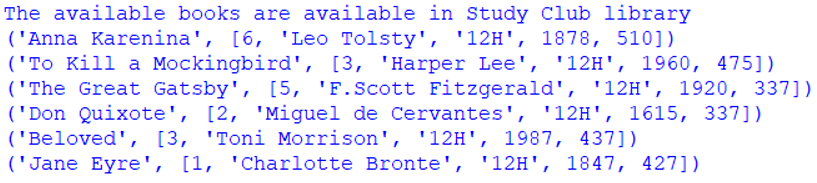 The available books are available in Study Club library
('Anna Karenina', [6, 'Leo Tolsty', '12H', 1878, 510])
('To Kill a Mockingbird', [3, 'Harper Lee', '12H', 1960, 475])
('The Great Gatsby', [5, 'F.Scott Fitzgerald', '12H', 1920, 337])
('Don Quixote', [2, 'Miguel de Cervantes', '12H', 1615, 337])
('Beloved', [3, 'Toni Morrison', '12H', 1987, 437])
('Jane Eyre', [1, 'Charlotte Bronte', '12H', 1847, 427])